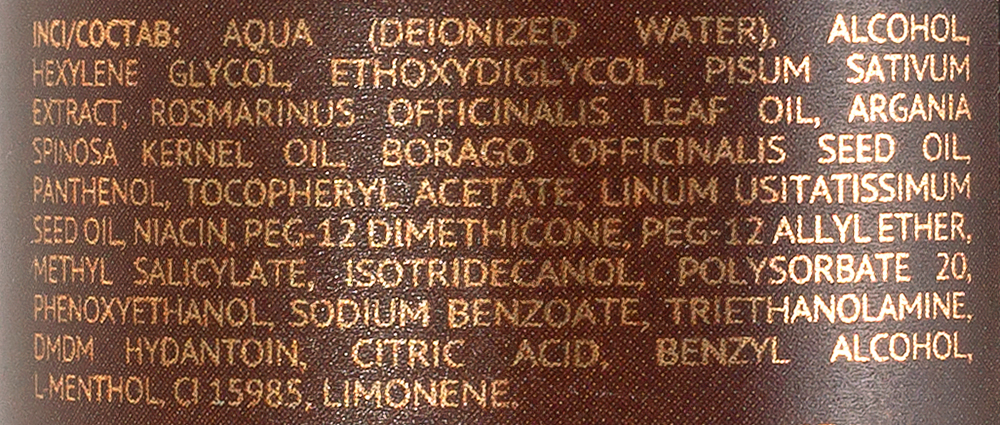 INCI/СОСТАВ: AQUA (DEIONIZED WATER), ALCOHOL,
HEXYLENE GLYCOL, ETHOXYDIGLYCOL, PISUM SATIVUM
EXTRACT, ROSMARINUS OFFICINALIS LEAF OIL, ARGANIA
SPINOSA KERNEL OIL, BORAGO OFFICINALIS SEED OIL,
PANTHENOL, TOCOPHERYL ACETATE, LINUM USITATISSIMUM
SEED OIL, NIACIN, PEG-12 DIMETHICONE, PEG-12 ALLYL ETHER,
METHYL SALICYLATE, ISOTRIDECANOL, POLYSORBATE 20,
PHENOXYETHANOL, SODIUM BENZOATE, TRIETHANOLAMINE,
DMDM HYDANTOIN, CITRIC ACID, BENZYL ALCOHOL,
L-MENTHOL, CI 15985, LIMONENE.